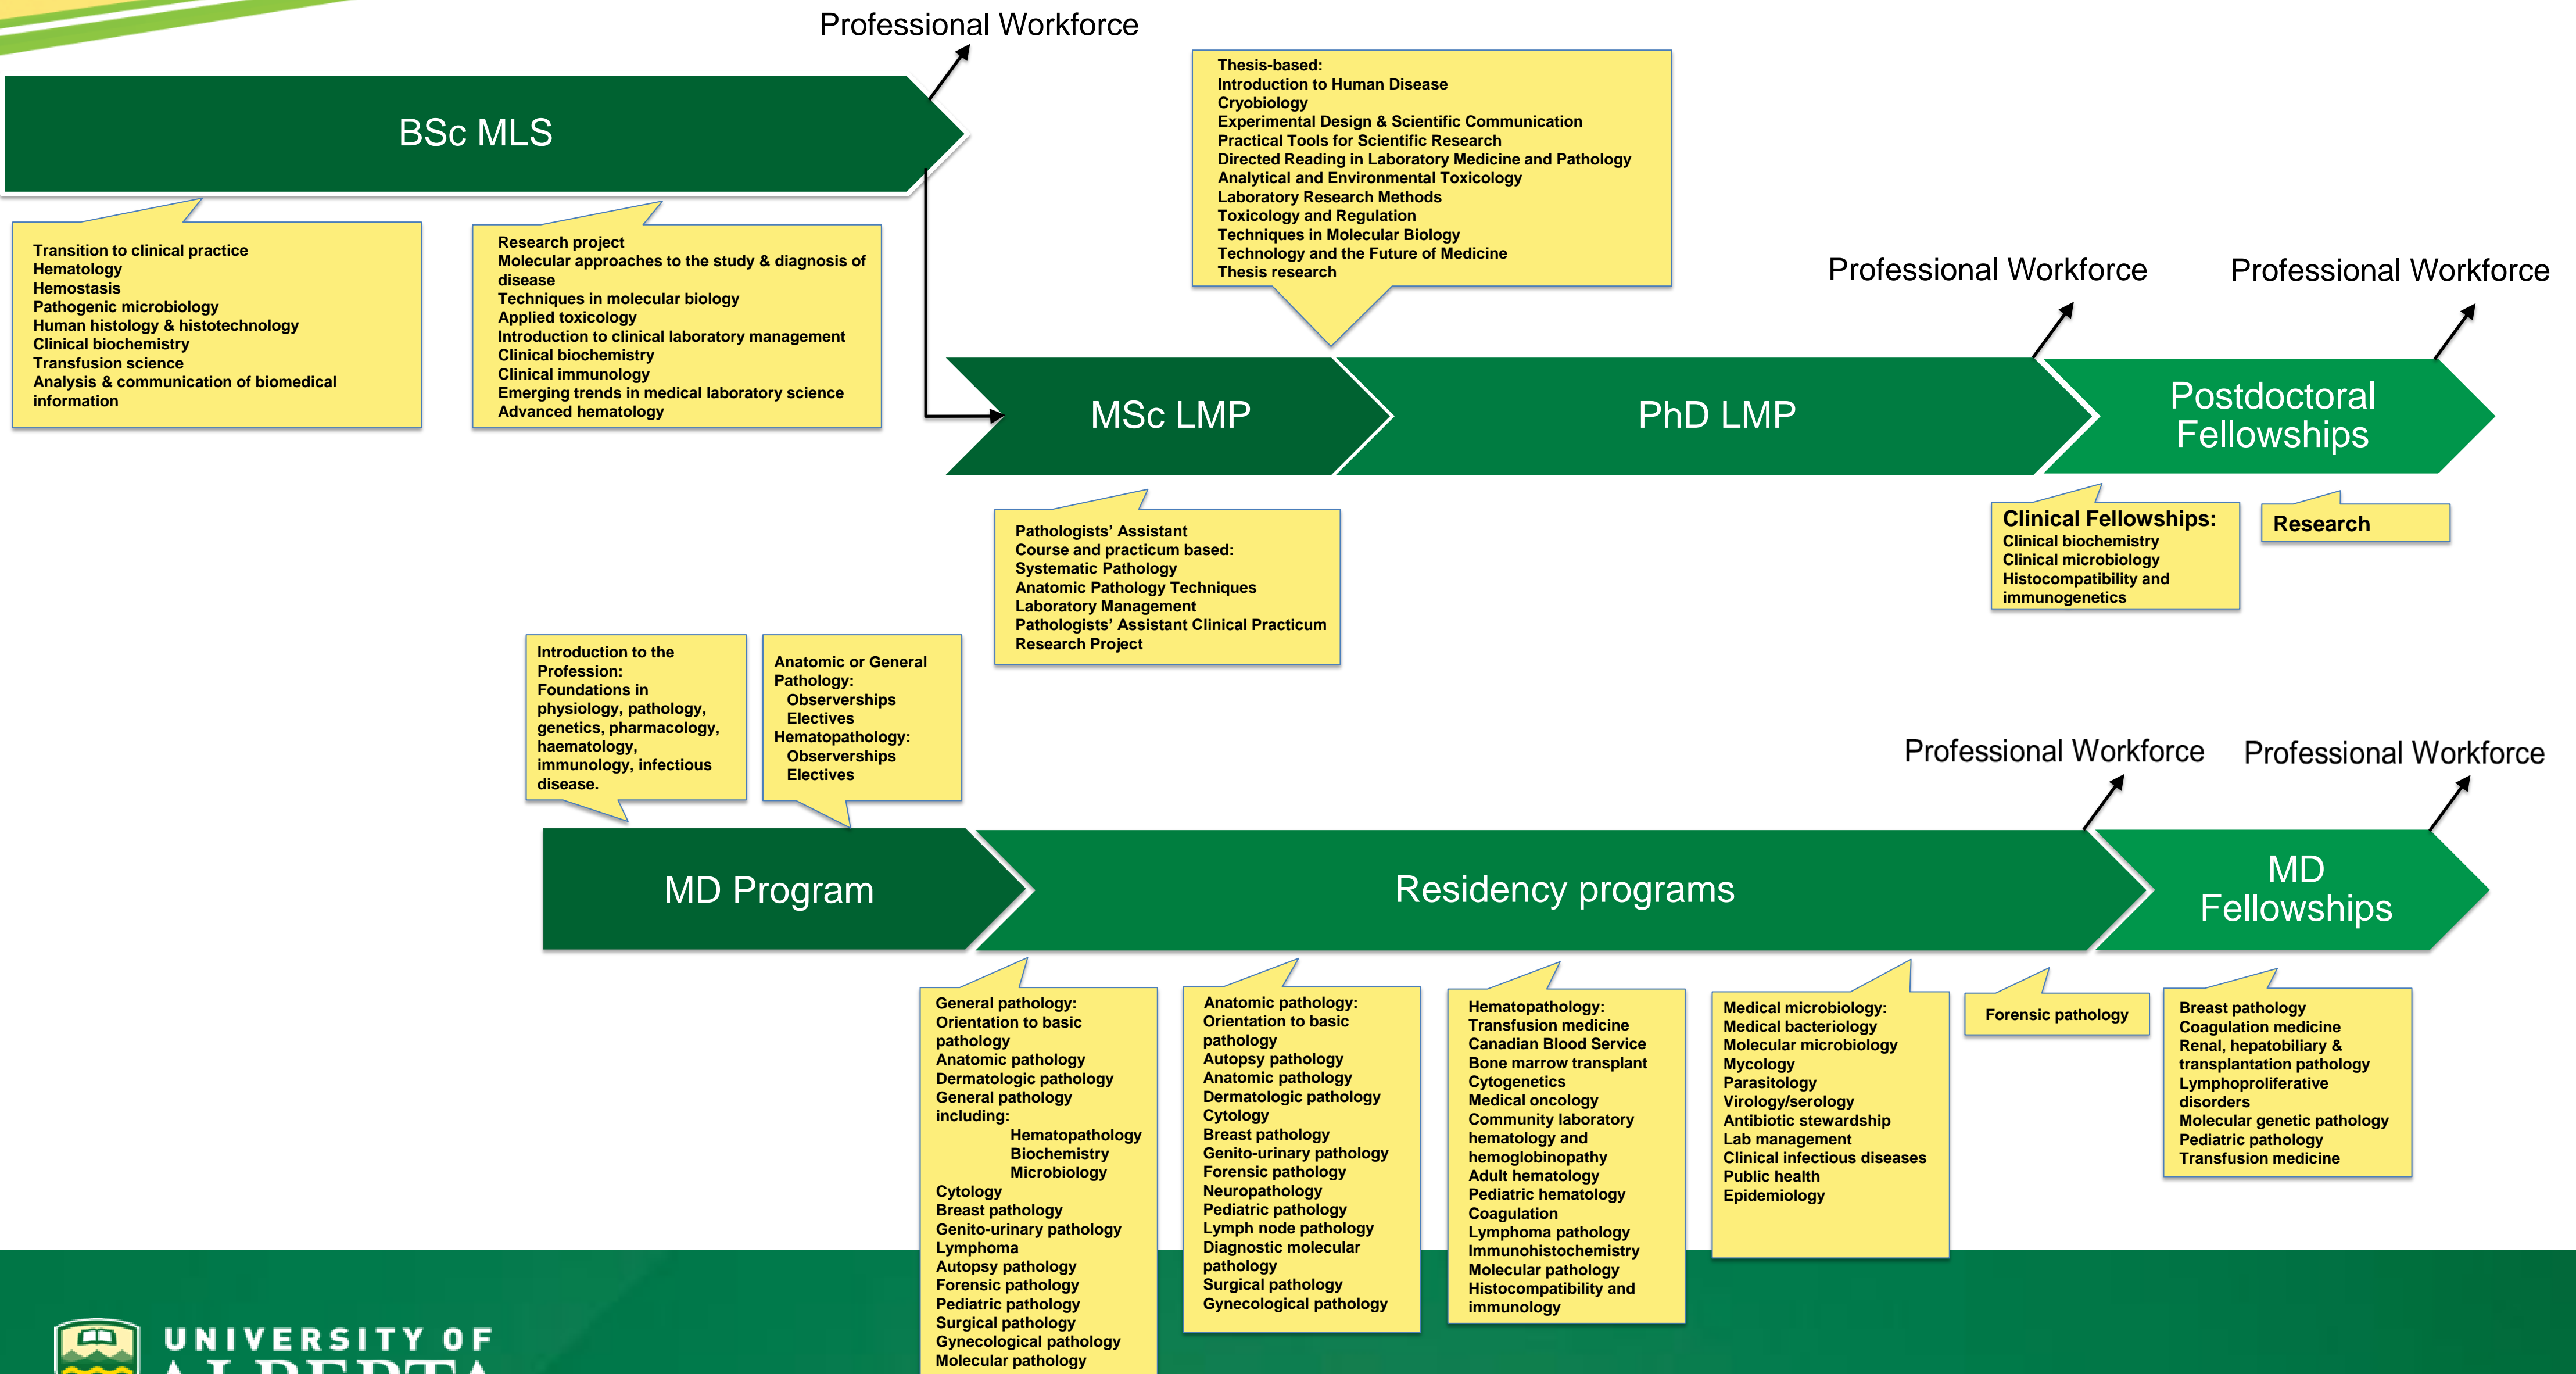 Professional Workforce
BSc MLS
Transition to clinical practice
Hematology
Hemostasis
Pathogenic microbiology
Human histology & histotechnology
Clinical biochemistry
Transfusion science
Analysis & communication of biomedical
information
Research project
Molecular approaches to the study & diagnosis of
disease
Techniques in molecular biology
Applied toxicology
Introduction to clinical laboratory management
Clinical biochemistry
Clinical immunology
Emerging trends in medical laboratory science
Advanced hematology
Thesis-based:
Introduction to Human Disease
Cryobiology
Experimental Design & Scientific Communication
Practical Tools for Scientific Research
Directed Reading in Laboratory Medicine and Pathology
Analytical and Environmental Toxicology
Laboratory Research Methods
Toxicology and Regulation
Techniques in Molecular Biology
Technology and the Future of Medicine
Thesis research
Professional Workforce
Professional Workforce
MSc LMP
PhD LMP
Postdoctoral
Fellowships
Pathologists’ Assistant
Course and practicum based:
Systematic Pathology
Anatomic Pathology Techniques
Laboratory Management
Pathologists’ Assistant Clinical Practicum
Research Project
Clinical Fellowships:
Clinical biochemistry
Clinical microbiology
Histocompatibility and
immunogenetics
Research
Introduction to the
Profession:
Foundations in
physiology, pathology,
genetics, pharmacology,
haematology,
immunology, infectious
disease.
Anatomic or General
Pathology:
Observerships
Electives
Hematopathology:
Observerships
Electives
Professional Workforce
Professional Workforce
MD Program
Residency programs
MD
Fellowships
General pathology:
Orientation to basic
pathology
Anatomic pathology
Dermatologic pathology
General pathology
including:
Hematopathology
Biochemistry
Microbiology
Cytology
Breast pathology
Genito-urinary pathology
Lymphoma
Autopsy pathology
Forensic pathology
Pediatric pathology
Surgical pathology
Gynecological pathology
Molecular pathology
Anatomic pathology:
Orientation to basic
pathology
Autopsy pathology
Anatomic pathology
Dermatologic pathology
Cytology
Breast pathology
Genito-urinary pathology
Forensic pathology
Neuropathology
Pediatric pathology
Lymph node pathology
Diagnostic molecular
pathology
Surgical pathology
Gynecological pathology
Hematopathology:
Transfusion medicine
Canadian Blood Service
Bone marrow transplant
Cytogenetics
Medical oncology
Community laboratory
hematology and
hemoglobinopathy
Adult hematology
Pediatric hematology
Coagulation
Lymphoma pathology
Immunohistochemistry
Molecular pathology
Histocompatibility and
immunology
Medical microbiology:
Medical bacteriology
Molecular microbiology
Mycology
Parasitology
Virology/serology
Antibiotic stewardship
Lab management
Clinical infectious diseases
Public health
Epidemiology
Forensic pathology
Breast pathology
Coagulation medicine
Renal, hepatobiliary &
transplantation pathology
Lymphoproliferative
disorders
Molecular genetic pathology
Pediatric pathology
Transfusion medicine
UNIVERSITY OF
ALBERTA